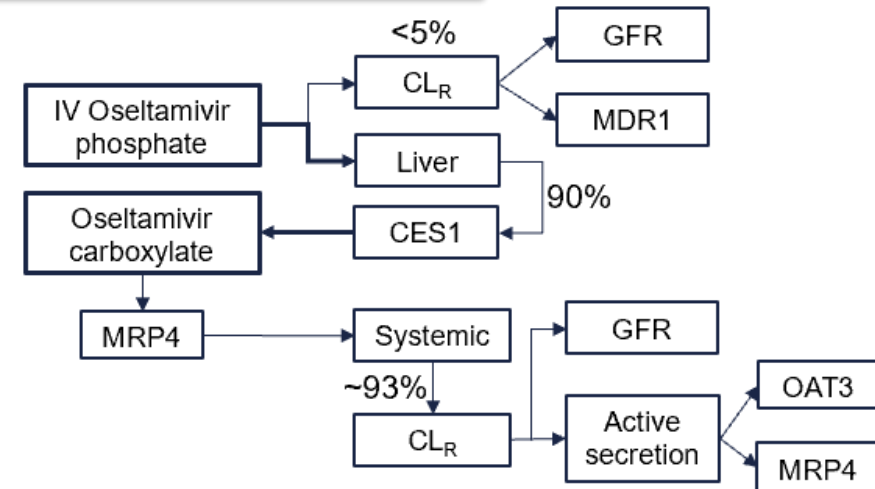 <5%
GFR
CLR
IV Oseltamivir
phosphate
MDR1
Liver
90%
Oseltamivir
carboxylate
CES1
MRP4
Systemic
GFR
~93%
OAT3
CLR
Active
secretion
MRP4